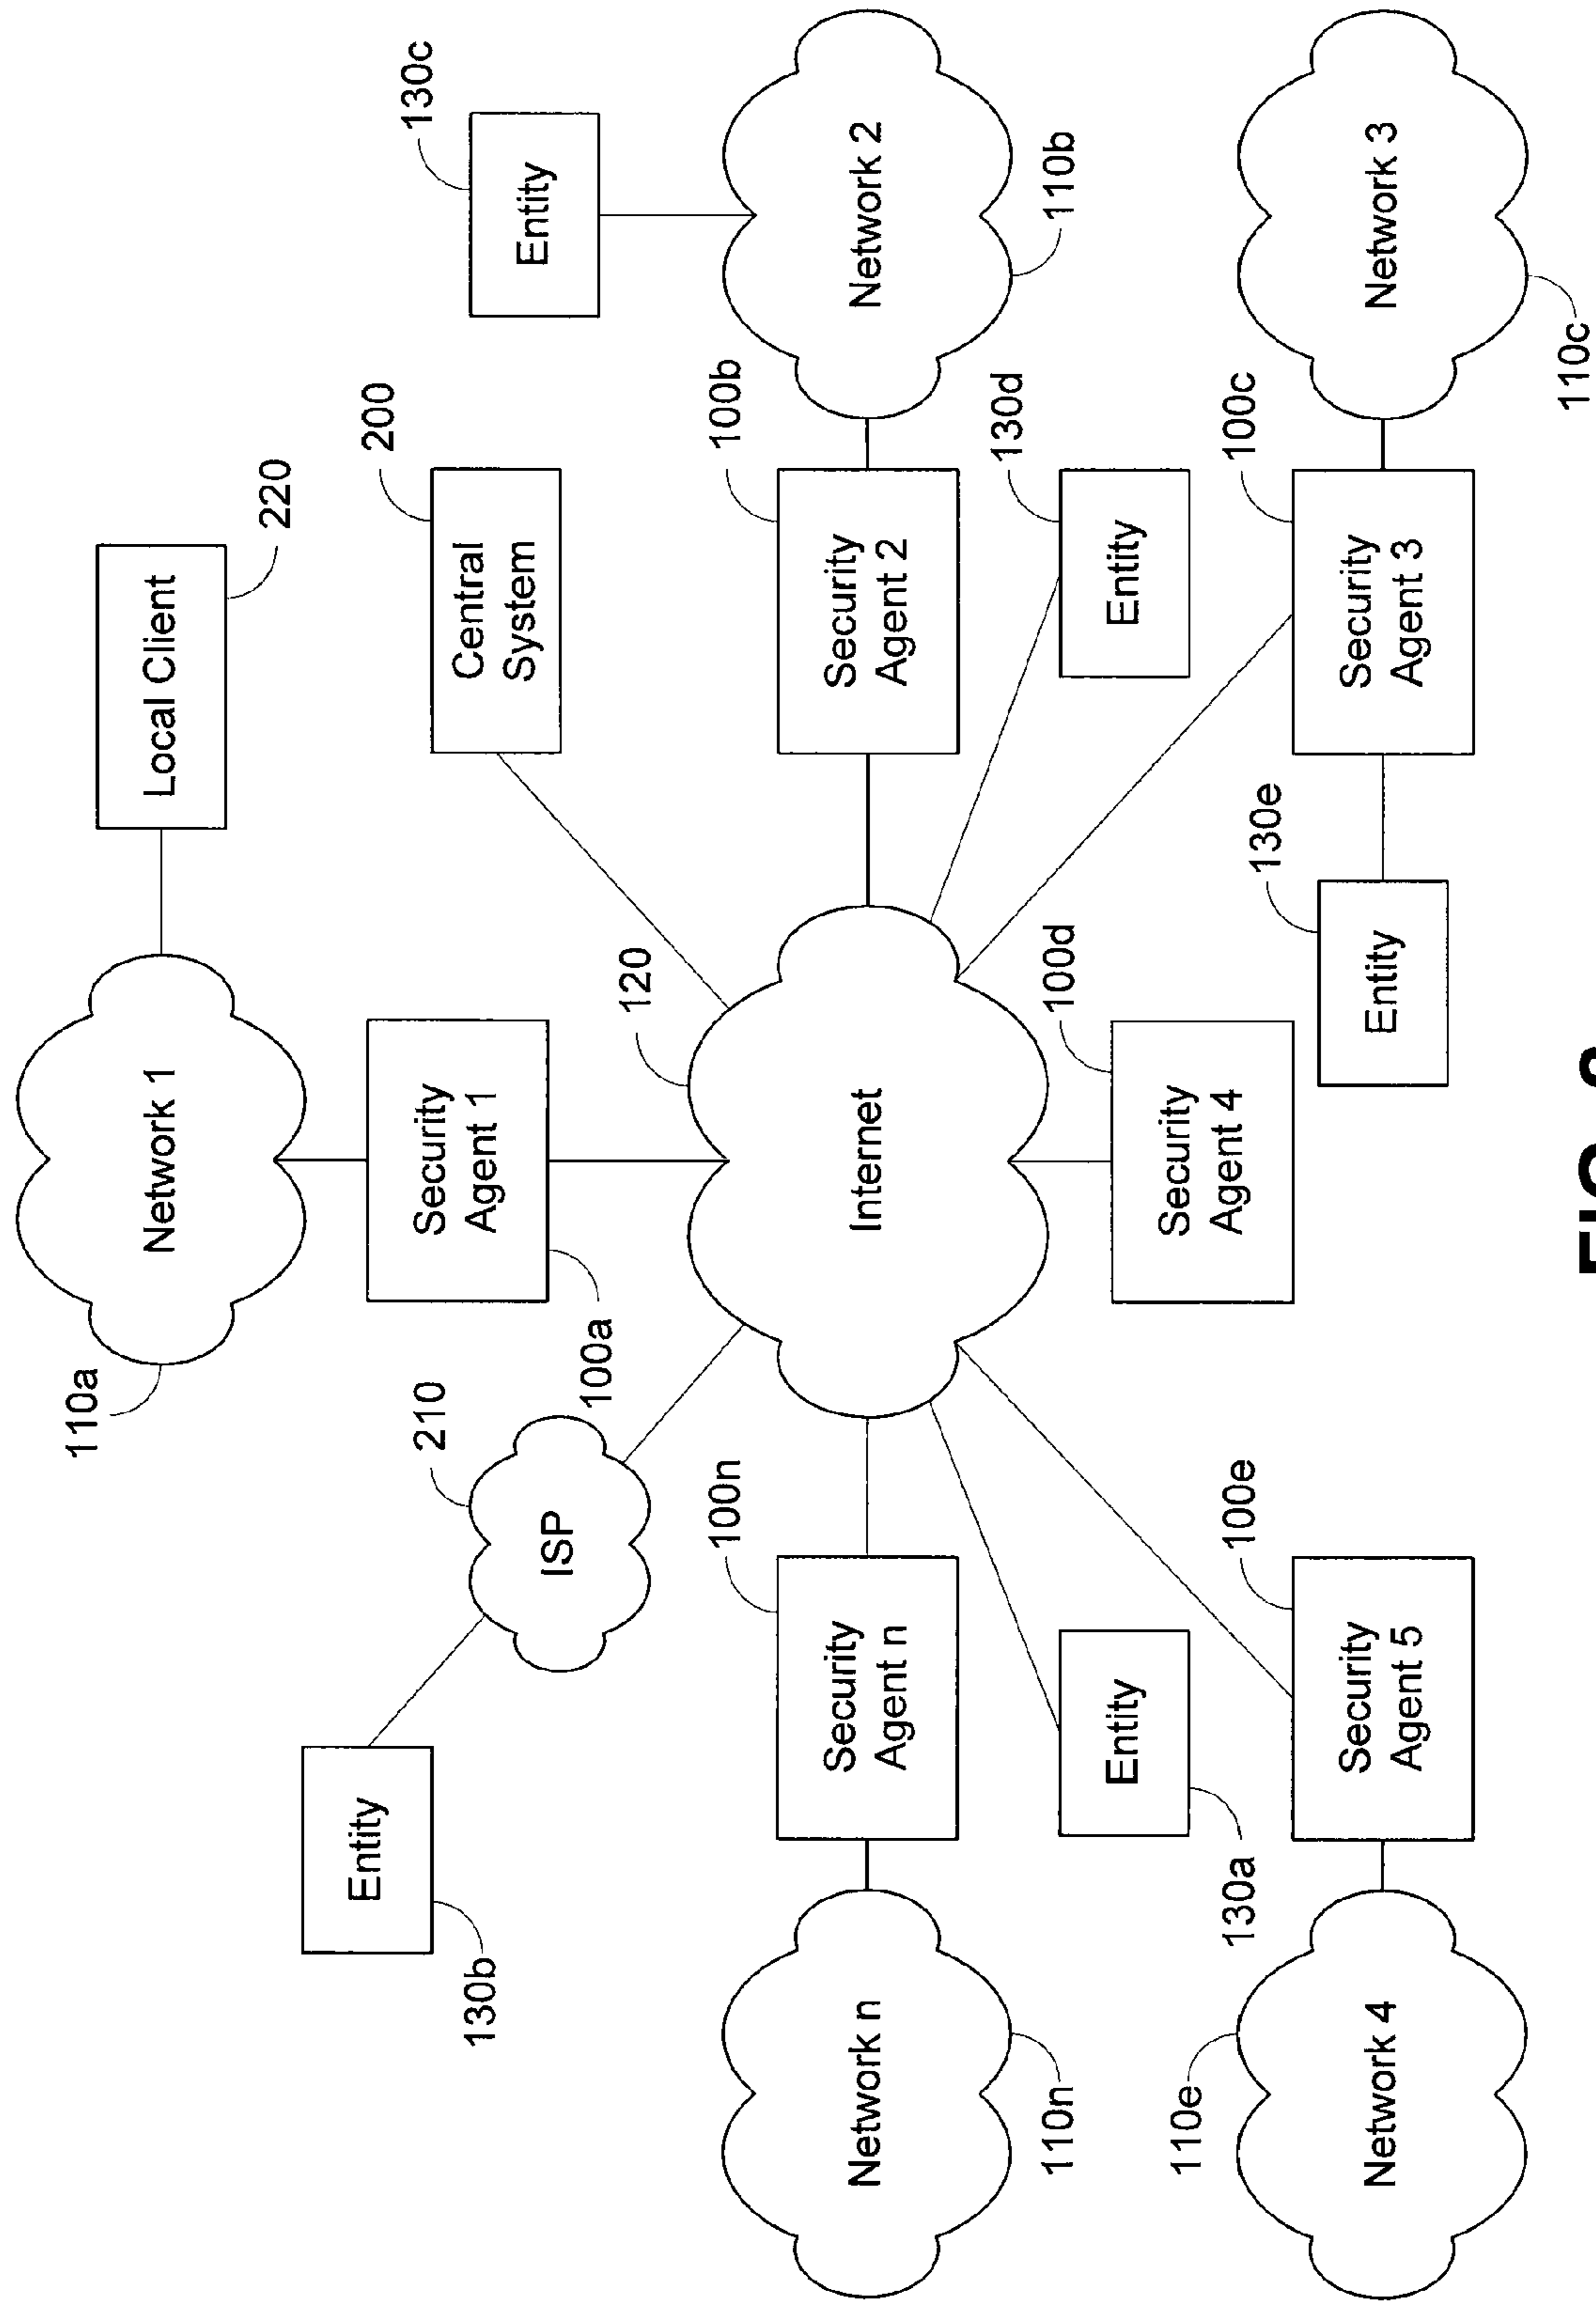 110a
Network 1
Local Client
220
Entity
130b
210
ISP
Security
Agent 1
100a
200
Central
System
130c
Entity
120
Internet
100n
Network n
Security
Agent n
110n
100b
Security
Agent 2
Network 2
110b
Entity
130a
100d
Security
Agent 4
130d
Entity
110e
Network 4
100e
Security
Agent 5
130e
Entity
100c
Security
Agent 3
Network 3
110c